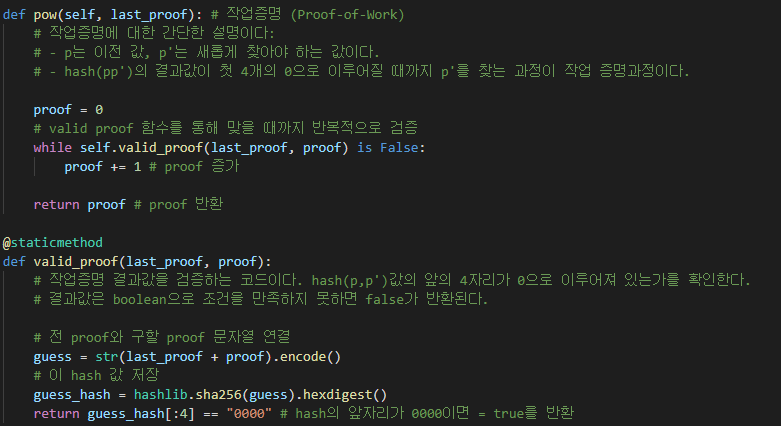 def pow(self, last_proof): # 작업증명 (Proof-of-Work)
# 작업증명에 대한 간단한 설명이다:
# - p는 이전 값, p'는 새롭게 찾아야 하는 값이다.
# - hash(pp')의 결과값이 첫 4개의 0으로 이루어질 때까지 p'를 찾는 과정이 작업 증명과정이다.
proof = 0
# valid proof 함수를 통해 맞을 때까지 반복적으로 검증
while self.valid_proof(last_proof, proof) is False:
proof += 1 # proof 증가
return proof # proof 반환
@staticmethod
def valid_proof(last_proof, proof):
# 작업증명 결과값을 검증하는 코드이다. hash(p,p')값의 앞의 4자리가 0으로 이루어져 있는가를 확인한다.
# 결과값은 boolean으로 조건을 만족하지 못하면 false가 반환된다.
# 전 proof와 구할 proof 문자열 연결
guess = str(last_proof + proof).encode()
# 이 hash 값 저장
guess_hash = hashlib.sha256(guess).hexdigest()
return guess_hash[:4] == "0000" # hash의 앞자리가 0000이면 = true를 반환